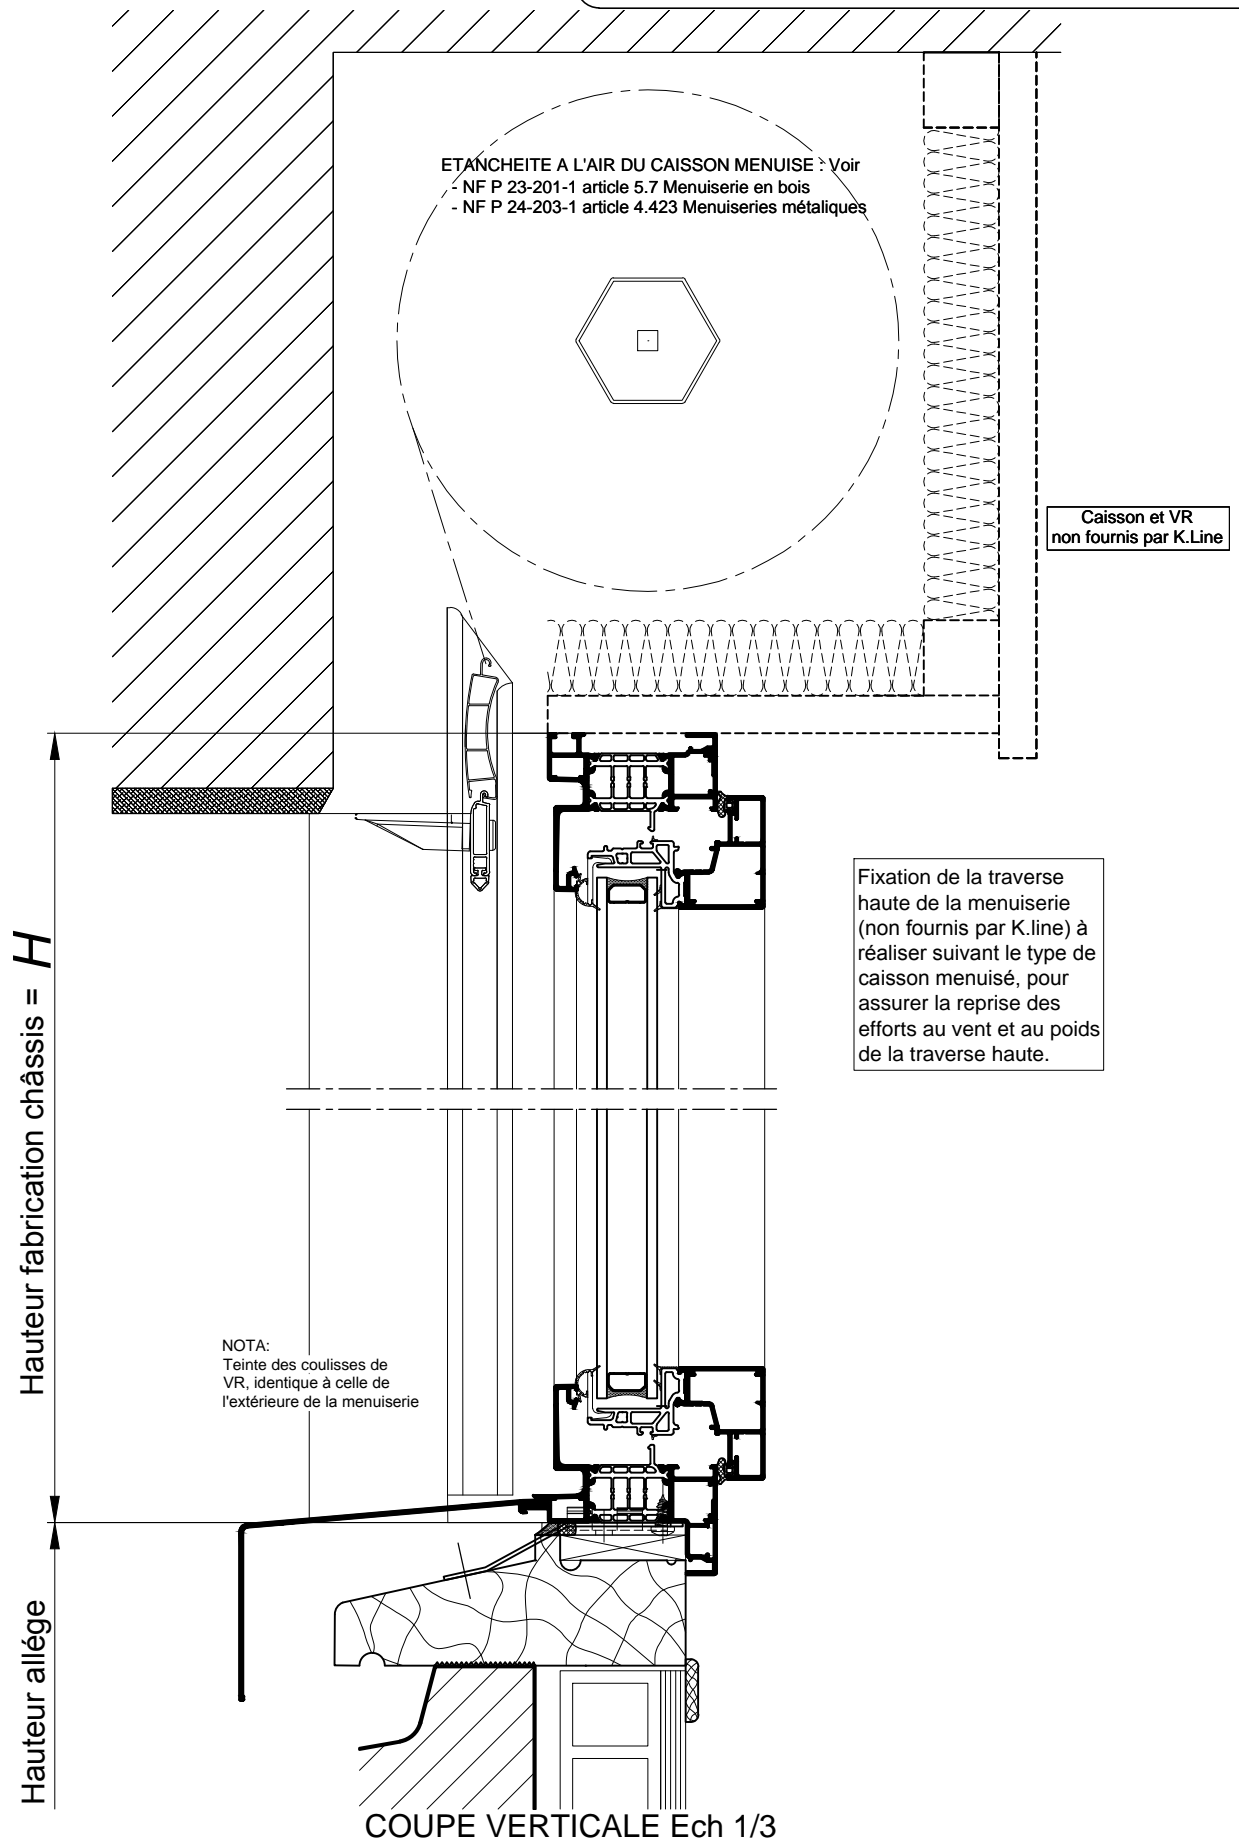 ETANCHEITE A L'AIR DU CAISSON MENUISE : Voir
- NF P 23-201-1 article 5.7 Menuiserie en bois
- NF P 24-203-1 article 4.423 Menuiseries métaliques
Caisson et VR
non fournis par K.Line
Fixation de la traverse
haute de la menuiserie
(non fournis par K.line) à
réaliser suivant le type de
caisson menuisé, pour
assurer la reprise des
efforts au vent et au poids
de la traverse haute.
Hauteur fabrication châssis = H
NOTA:
Teinte des coulisses de
VR, identique à celle de
l'extérieure de la menuiserie
Hauteur allége
COUPE VERTICALE Ech 1/3